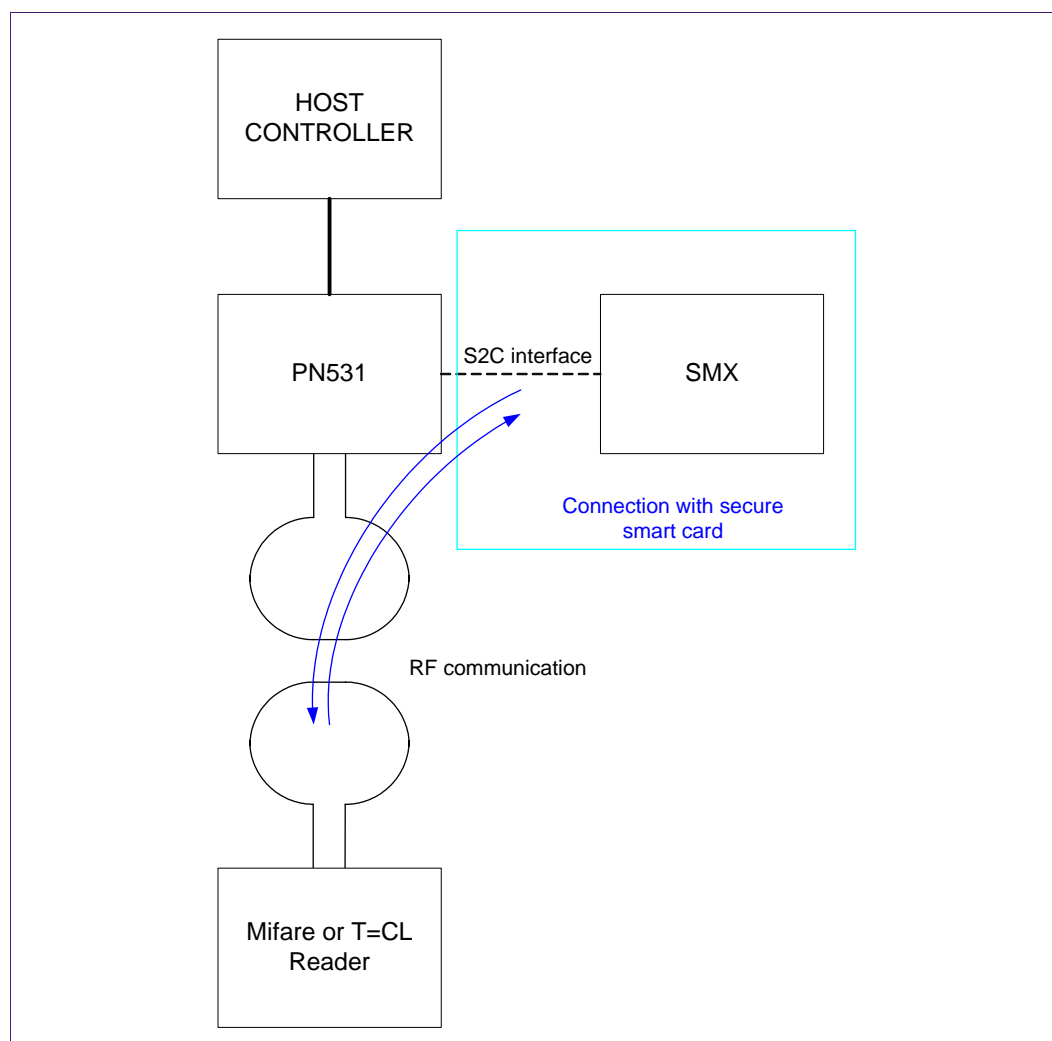 HOST
CONTROLLER
S2C interface
PN531
SMX
Connection with secure
smart card
RF communication
Mifare or T=CL
Reader